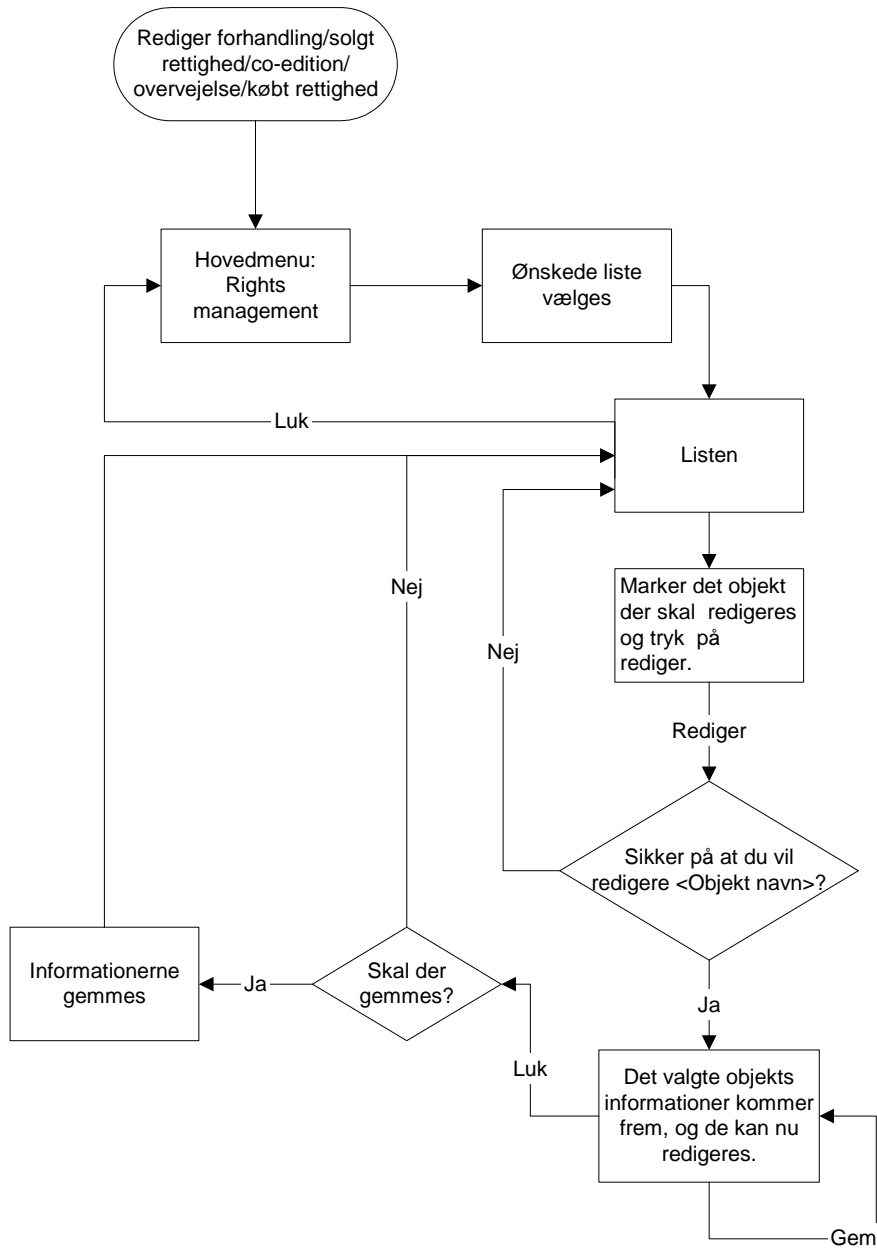 Rediger forhandling/solgt
rettighed/co-edition/
overvejelse/købt rettighed
Hovedmenu:
Rights
management
Ønskede liste
vælges
Luk
Listen
Nej
Marker det objekt
der skal redigeres
og tryk på
rediger.
Nej
Rediger
Sikker på at du vil
redigere <Objekt navn>?
Informationerne
gemmes
Ja
Skal der
gemmes?
Ja
Luk
Det valgte objekts
informationer kommer
frem, og de kan nu
redigeres.
Gem